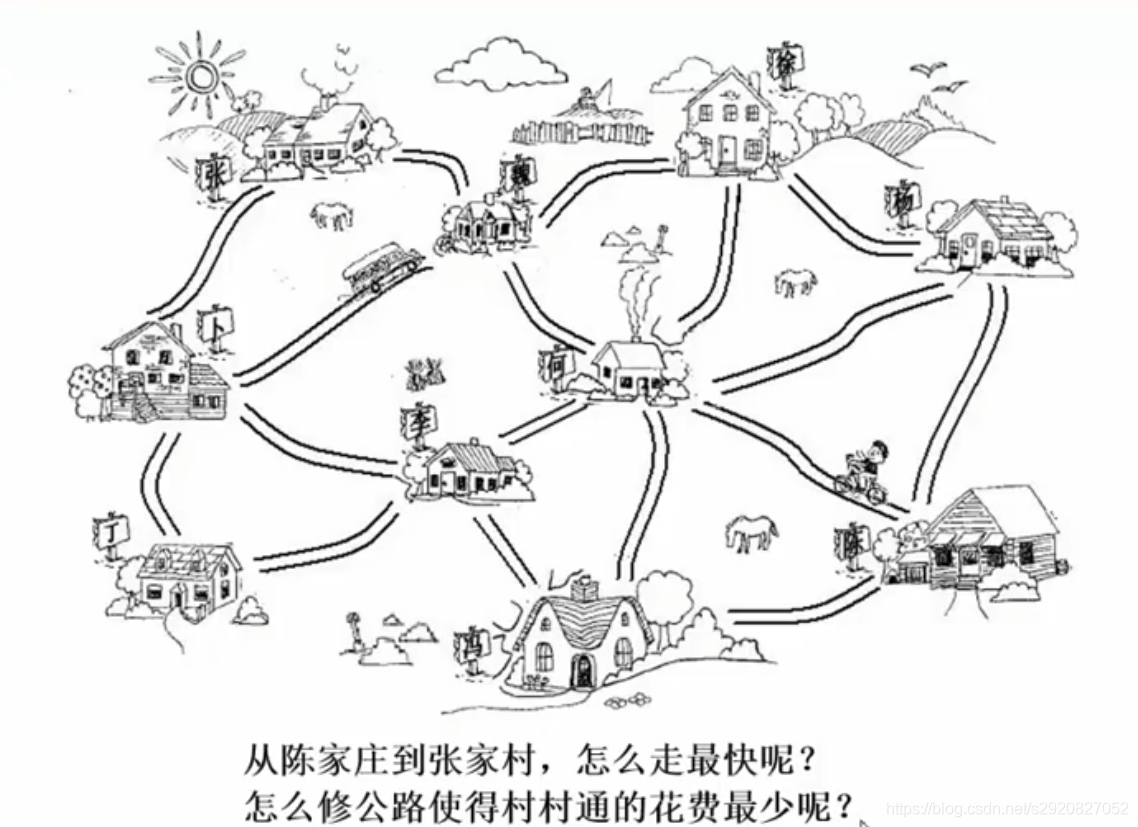 徐
张
魏
杨
卜
何
李
丁
陈
冯
从陈家庄到张家村，怎么走最快呢？
怎么修公路使得村村通的花费最少呢？
https://blog.csdn.net/s2920827052